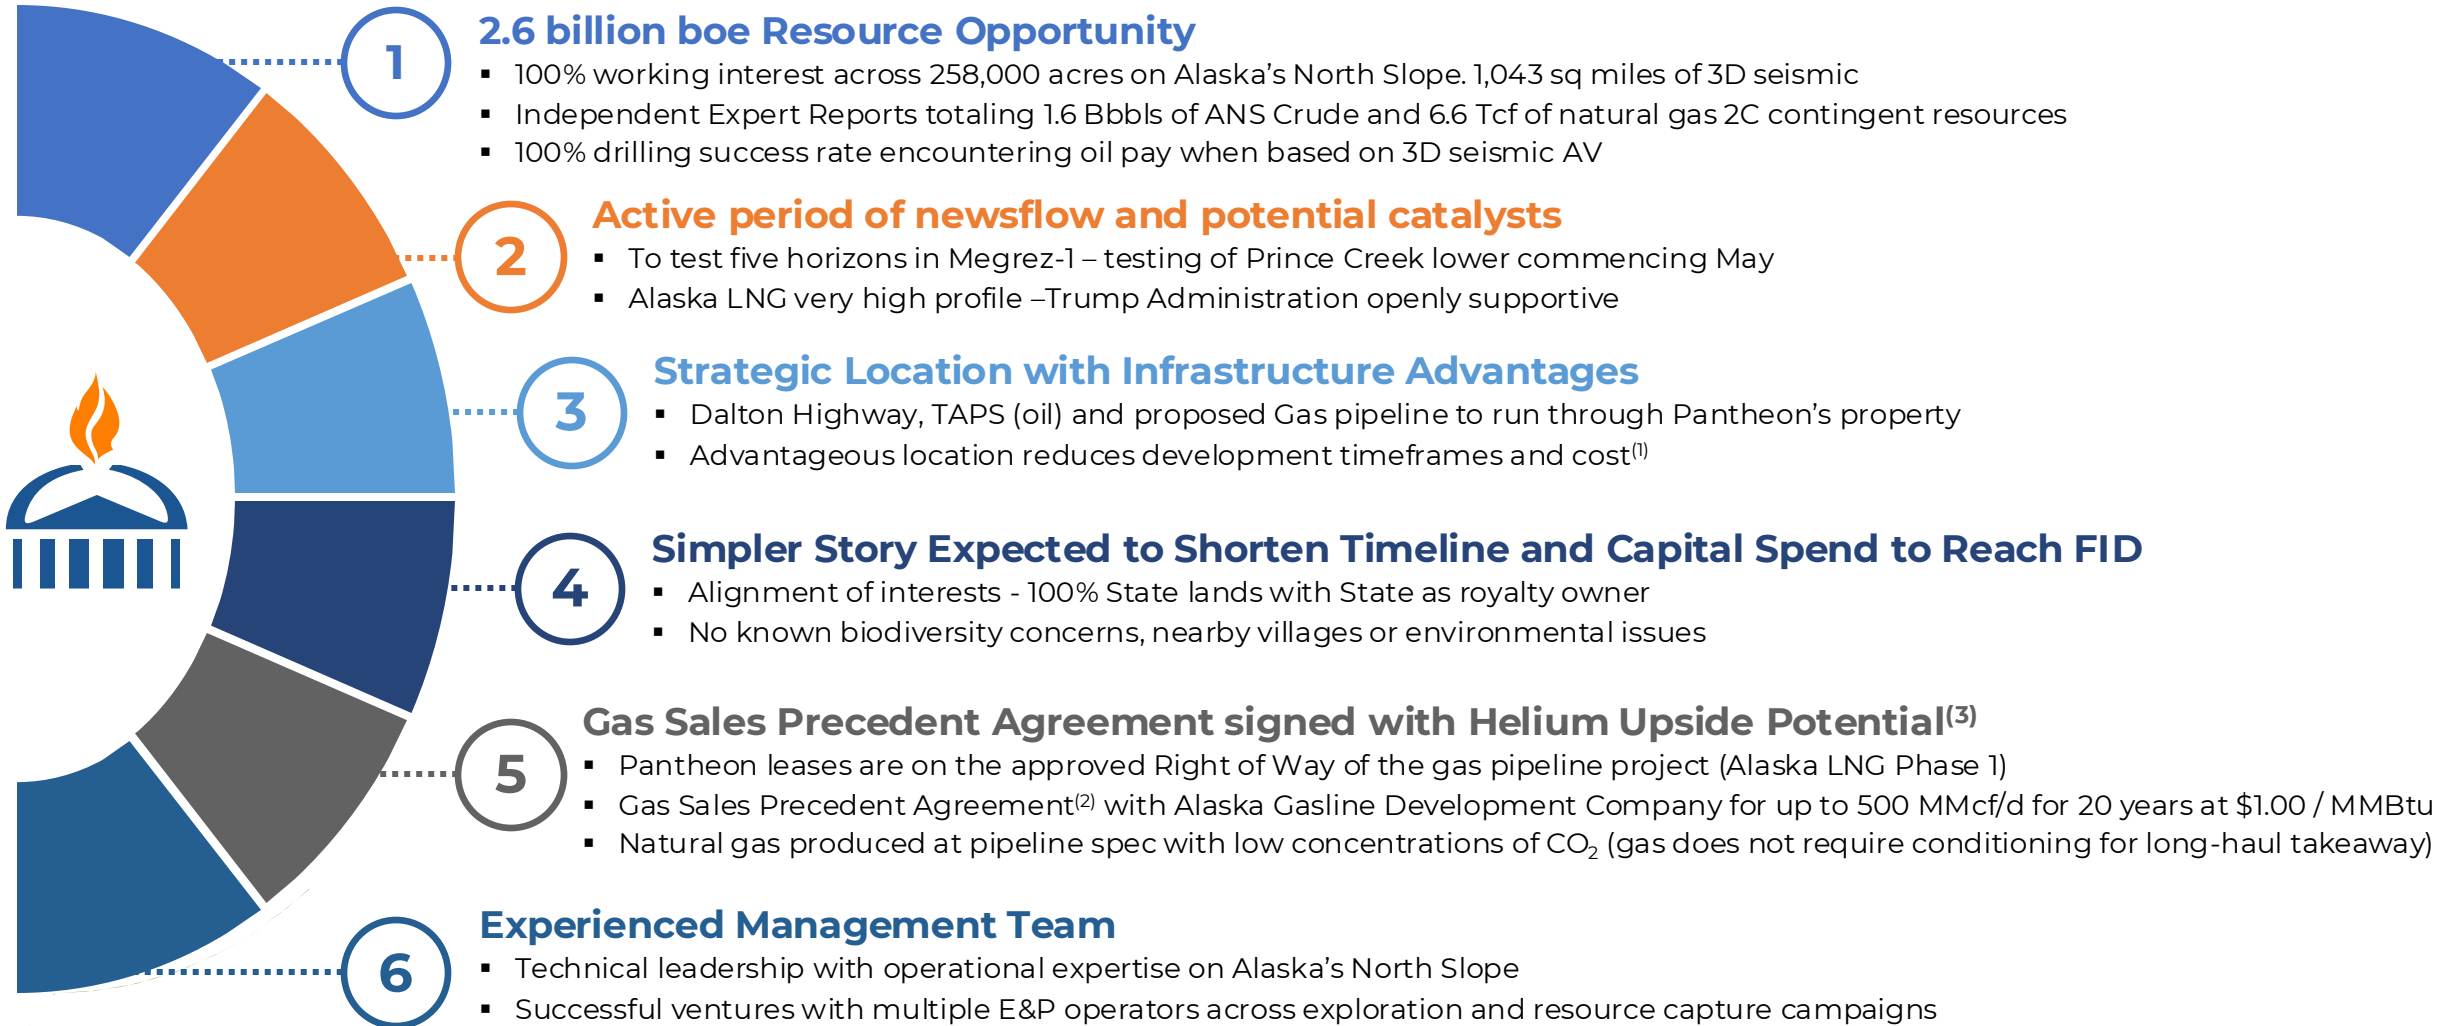 1
2.6 billion boe Resource Opportunity
▪ 100% working interest across 258,000 acres on Alaska’s North Slope. 1,043 sq miles of 3D seismic
▪ Independent Expert Reports totaling 1.6 Bbbls of ANS Crude and 6.6 Tcf of natural gas 2C contingent resources
▪ 100% drilling success rate encountering oil pay when based on 3D seismic AV
2
Active period of newsflow and potential catalysts
▪ To test five horizons in Megrez-1 – testing of Prince Creek lower commencing May
▪ Alaska LNG very high profile –Trump Administration openly supportive
3
Strategic Location with Infrastructure Advantages
▪ Dalton Highway, TAPS (oil) and proposed Gas pipeline to run through Pantheon’s property
▪ Advantageous location reduces development timeframes and cost(1)
4
Simpler Story Expected to Shorten Timeline and Capital Spend to Reach FID
▪ Alignment of interests - 100% State lands with State as royalty owner
▪ No known biodiversity concerns, nearby villages or environmental issues
5
Gas Sales Precedent Agreement signed with Helium Upside Potential(3)
▪ Pantheon leases are on the approved Right of Way of the gas pipeline project (Alaska LNG Phase 1)
▪ Gas Sales Precedent Agreement(2) with Alaska Gasline Development Company for up to 500 MMcf/d for 20 years at $1.00 / MMBtu
▪ Natural gas produced at pipeline spec with low concentrations of CO2 (gas does not require conditioning for long-haul takeaway)
6
Experienced Management Team
▪ Technical leadership with operational expertise on Alaska’s North Slope
▪ Successful ventures with multiple E&P operators across exploration and resource capture campaigns